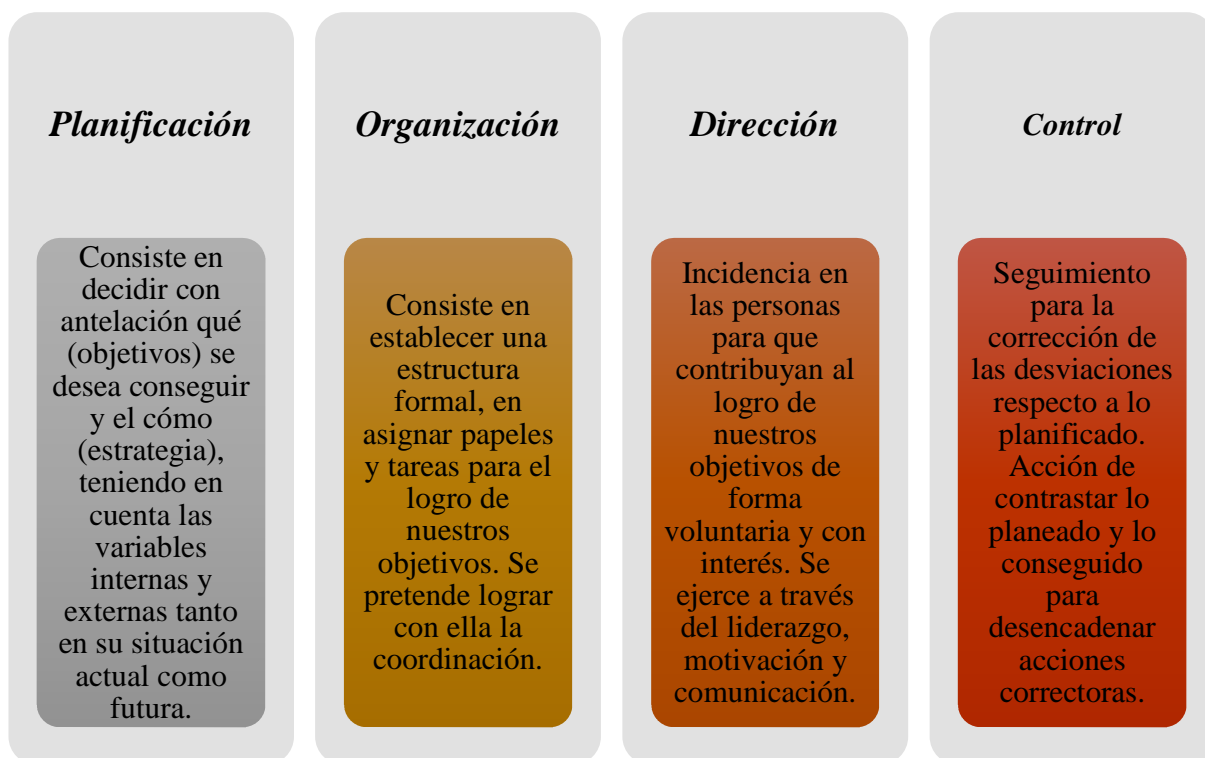 Planificación
Consiste en
decidir con
antelación qué
(objetivos) se
desea conseguir
y el cómo
(estrategia),
teniendo en
cuenta las
variables
internas y
externas tanto
en su situación
actual como
futura.
Organización
Consiste en
establecer una
estructura
formal, en
asignar papeles
y tareas para el
logro de
nuestros
objetivos. Se
pretende lograr
con ella la
coordinación.
Dirección
Incidencia en
las personas
para que
contribuyan al
logro de
nuestros
objetivos de
forma
voluntaria y con
interés. Se
ejerce a través
del liderazgo,
motivación y
comunicación.
Control
Seguimiento
para la
corrección de
las desviaciones
respecto a lo
planificado.
Acción de
contrastar lo
planeado y lo
conseguido
para
desencadenar
acciones
correctoras.